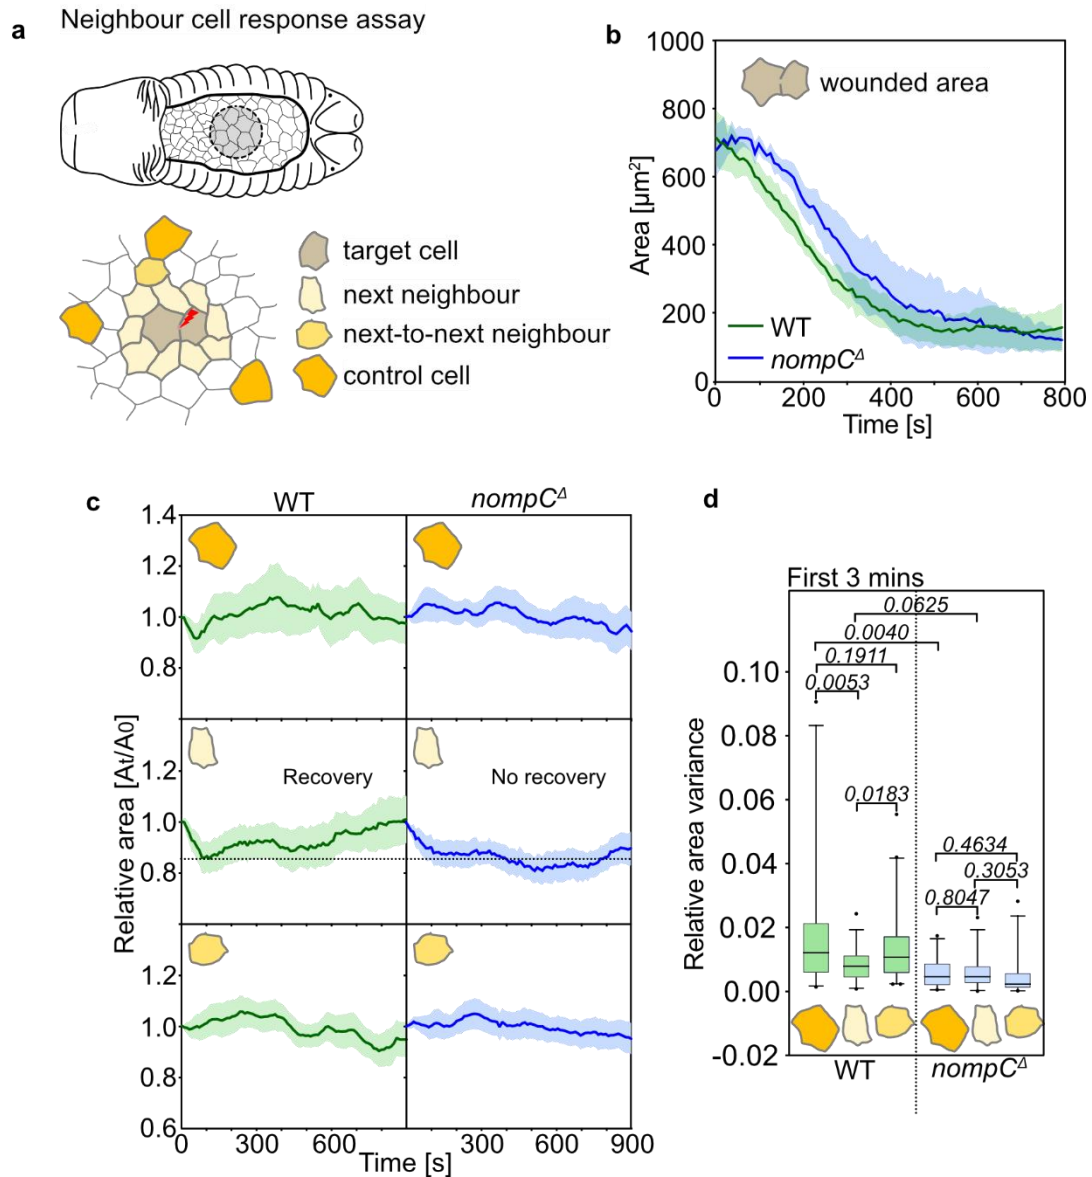 a
Neighbour cell response assay
target cell
next neighbour
next-to-next neighbour
control cell
b
1000
800
600
400
200
0
Area [µm²]
wounded area
WT
nompCΔ
0
200
400
600
800
Time [s]
c
WT
nompCΔ
1.4
1.2
1.0
0.8
1.2
1.0
0.8
1.2
1.0
0.8
0.6
Relative area [At/A0]
Recovery
No recovery
0
300
600
300
600
900
Time [s]
d
First 3 mins
0.0625
0.0040
0.1911
0.0053
0.0183
0.4634
0.3053
0.8047
0.10
0.08
0.06
0.04
0.02
0.00
-0.02
Relative area variance
WT
nompCΔ